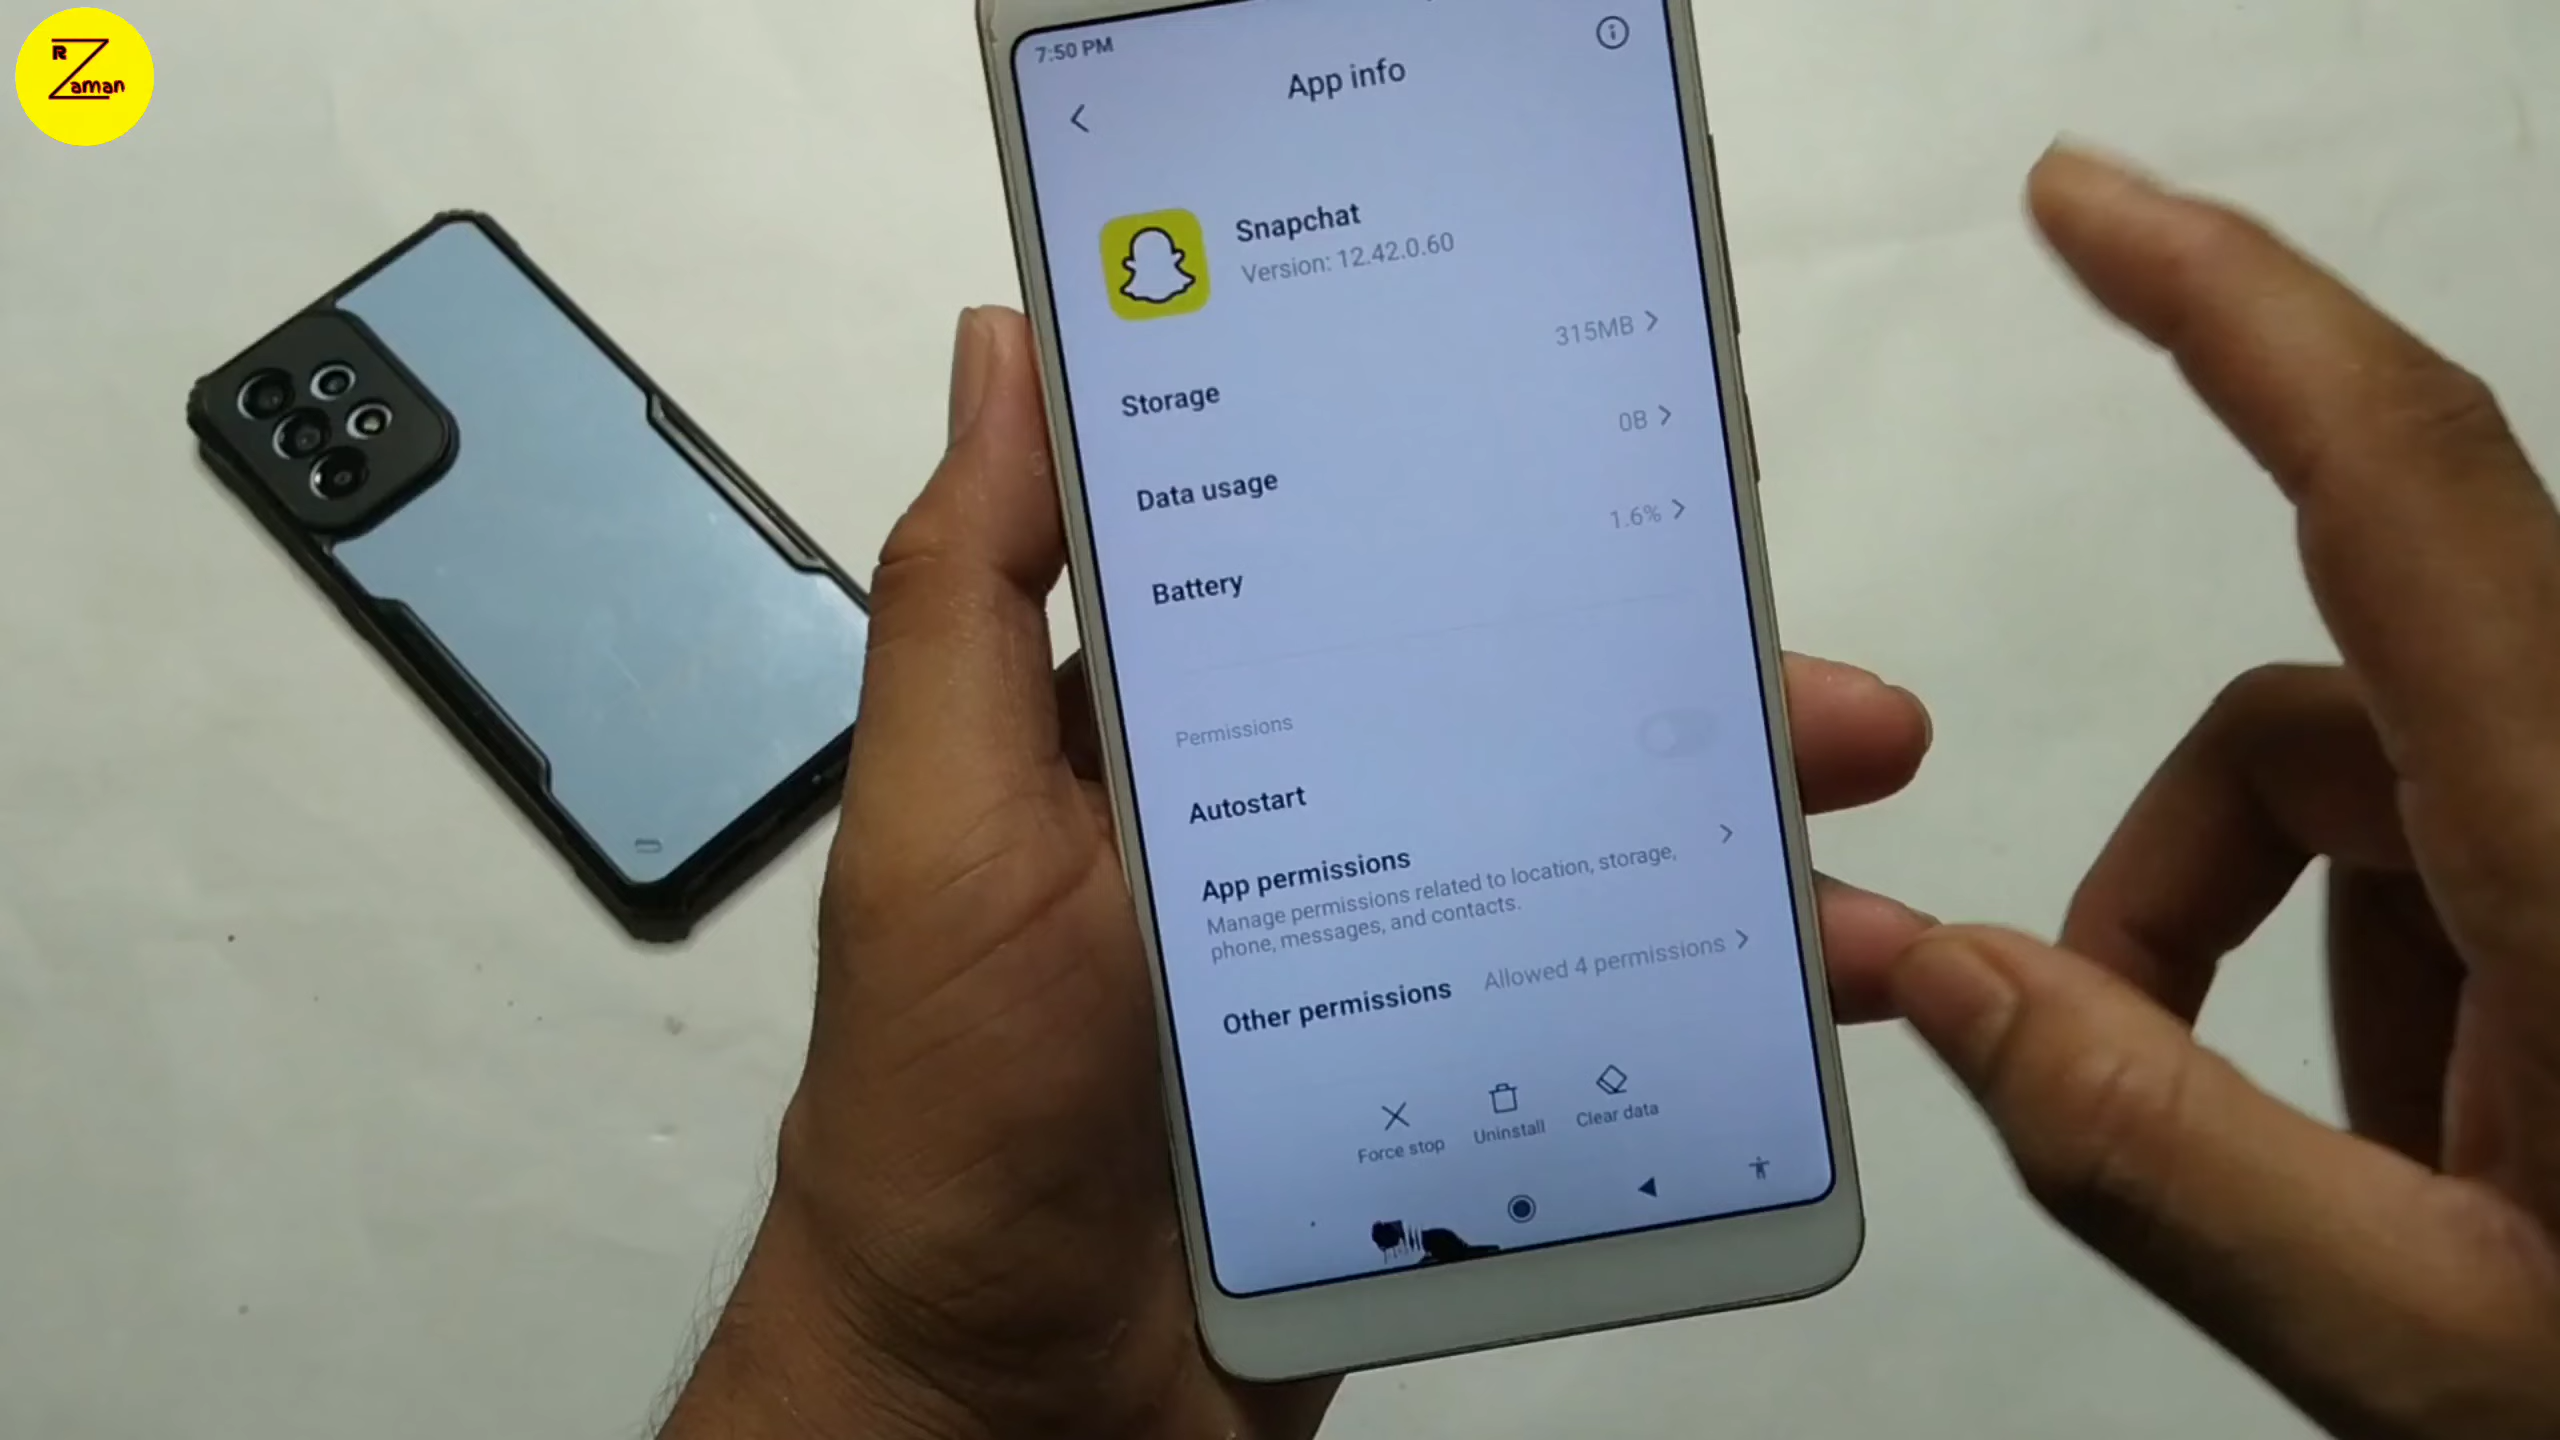 R
Zaman
7:50 PM
App info
Snapchat
Version: 12.42.0.60
Storage 315MB
Data usage 0B
Battery 1.6%
Permissions
Autostart
App permissions
Manage permissions related to location, storage,
phone, messages, and contacts.
Other permissions Allowed 4 permissions
Force stop Uninstall Clear data